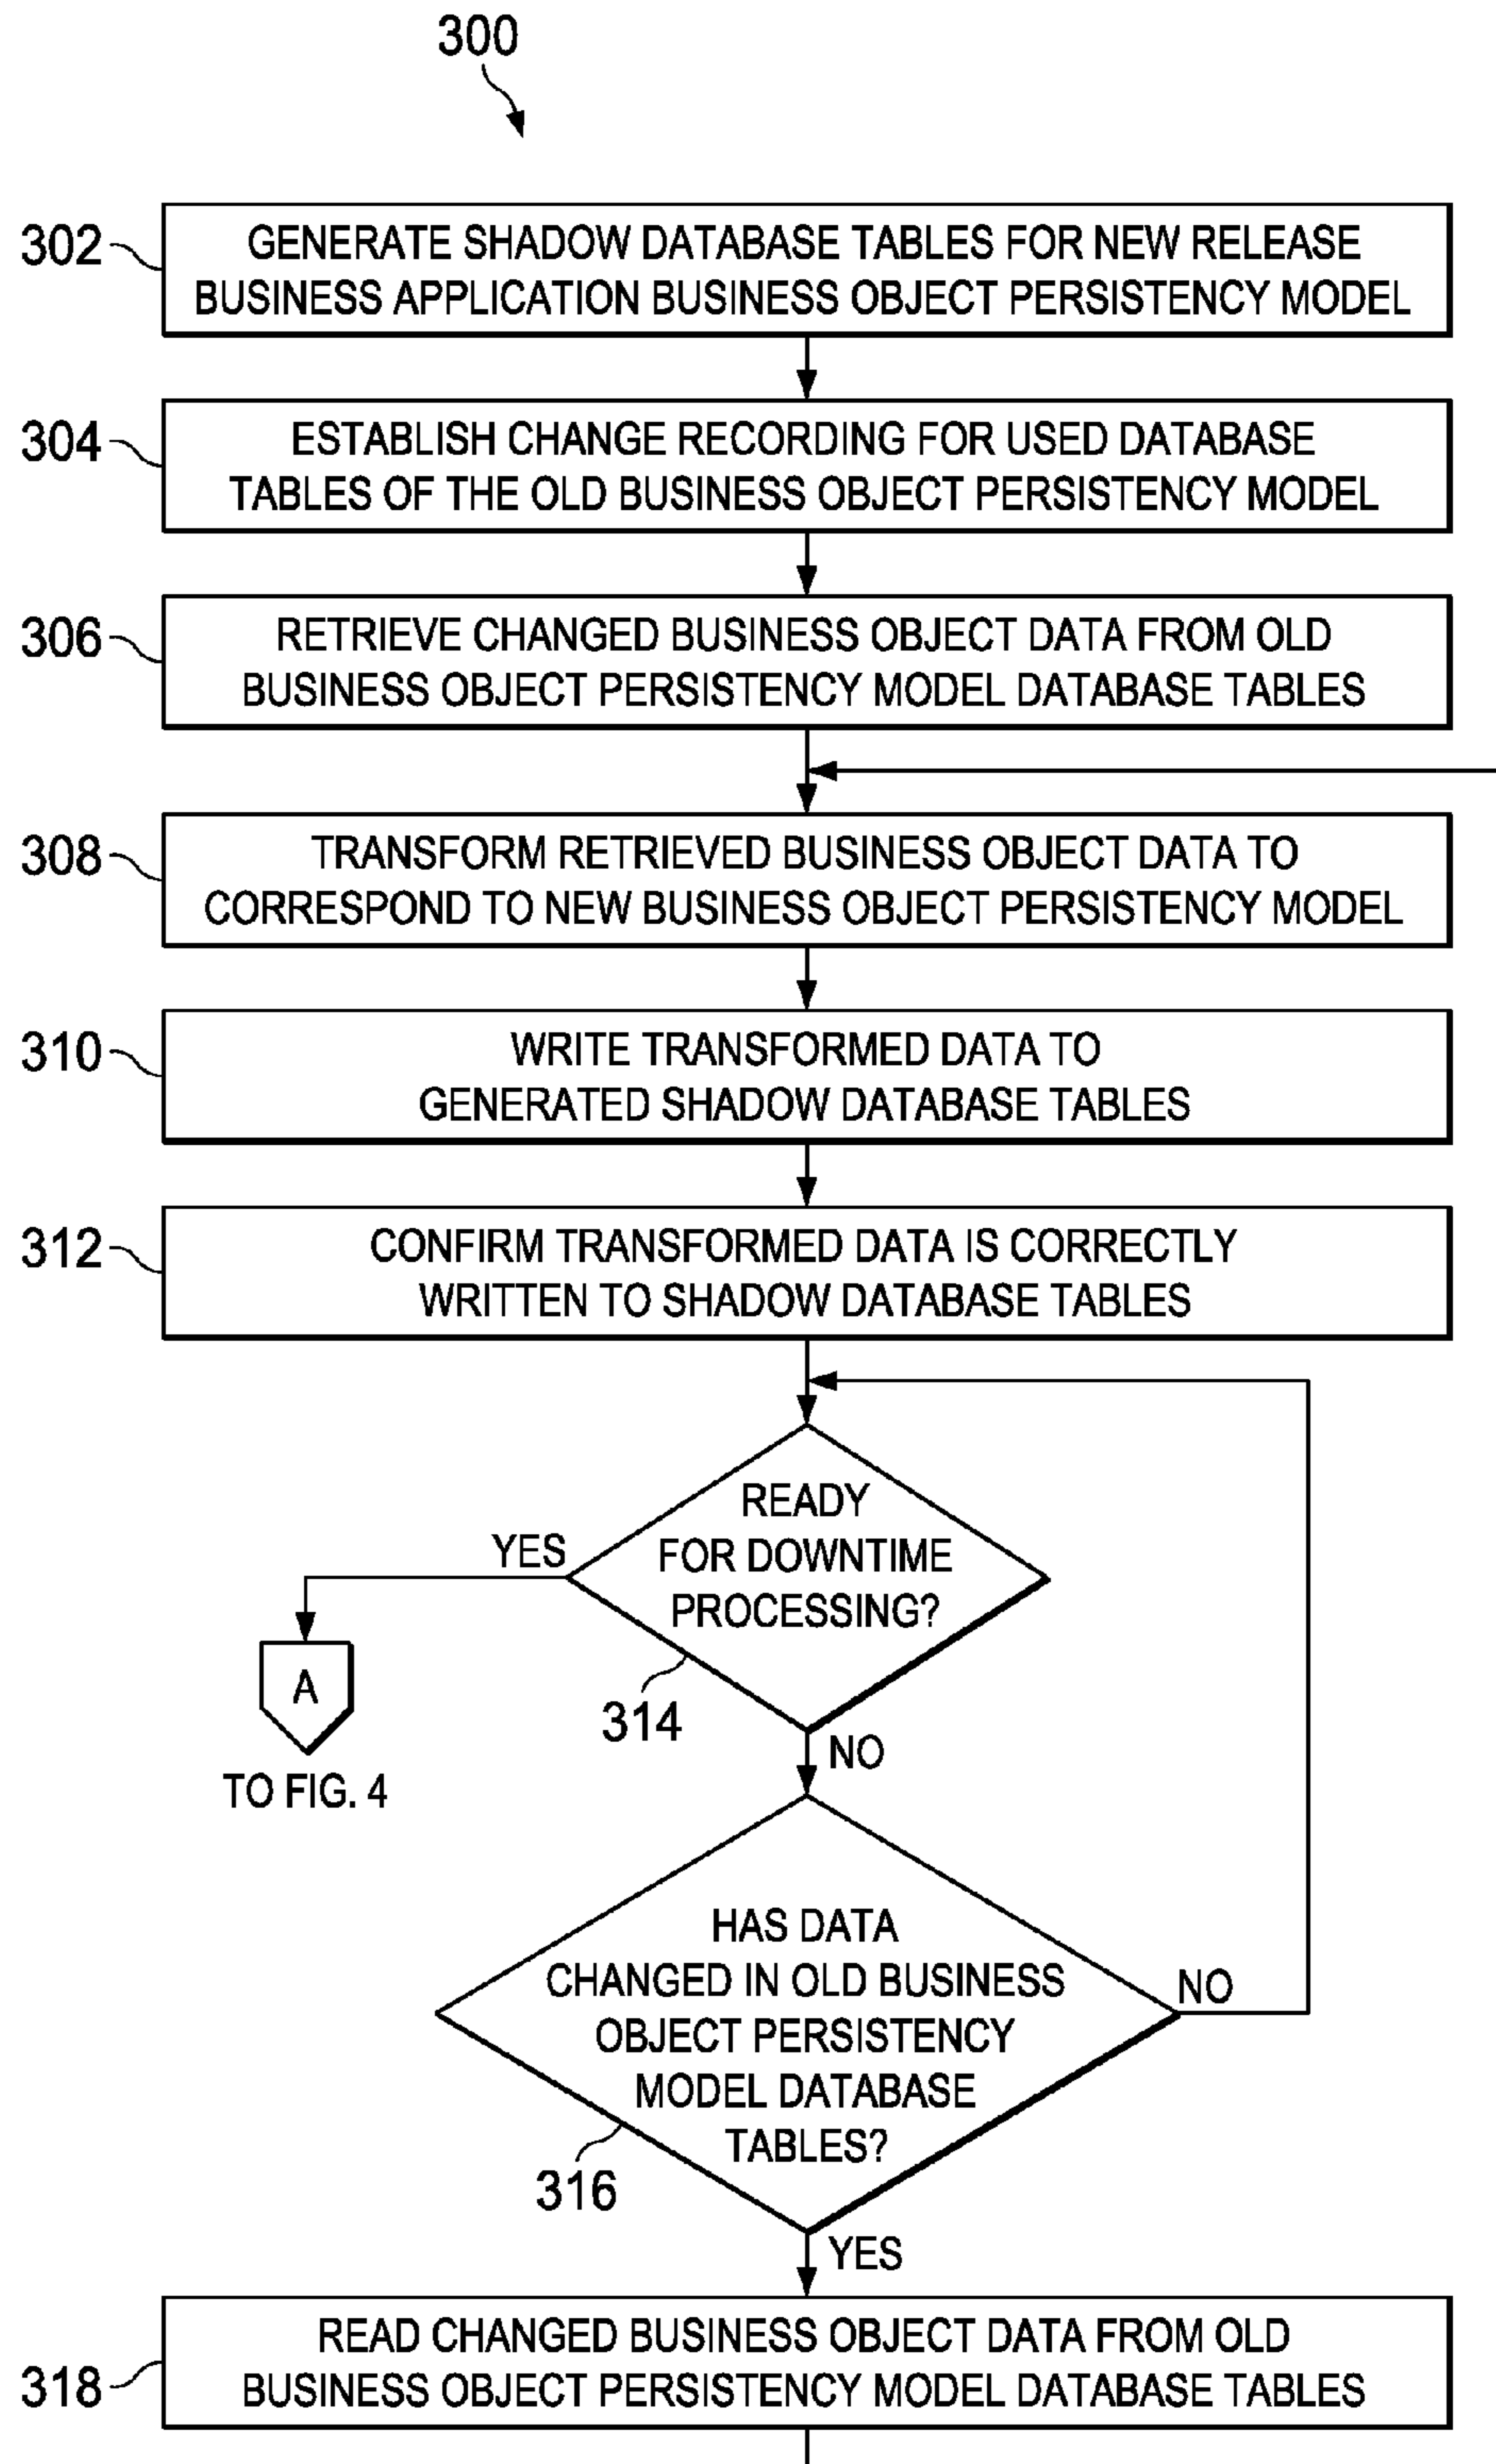 300
302
GENERATE SHADOW DATABASE TABLES FOR NEW RELEASE
BUSINESS APPLICATION BUSINESS OBJECT PERSISTENCY MODEL
304
ESTABLISH CHANGE RECORDING FOR USED DATABASE
TABLES OF THE OLD BUSINESS OBJECT PERSISTENCY MODEL
306
RETRIEVE CHANGED BUSINESS OBJECT DATA FROM OLD
BUSINESS OBJECT PERSISTENCY MODEL DATABASE TABLES
308
TRANSFORM RETRIEVED BUSINESS OBJECT DATA TO
CORRESPOND TO NEW BUSINESS OBJECT PERSISTENCY MODEL
310
WRITE TRANSFORMED DATA TO
GENERATED SHADOW DATABASE TABLES
312
CONFIRM TRANSFORMED DATA IS CORRECTLY
WRITTEN TO SHADOW DATABASE TABLES
READY
FOR DOWNTIME
PROCESSING?
YES
A
TO FIG. 4
314
NO
HAS DATA
CHANGED IN OLD BUSINESS
OBJECT PERSISTENCY
MODEL DATABASE
TABLES?
NO
316
YES
318
READ CHANGED BUSINESS OBJECT DATA FROM OLD
BUSINESS OBJECT PERSISTENCY MODEL DATABASE TABLES